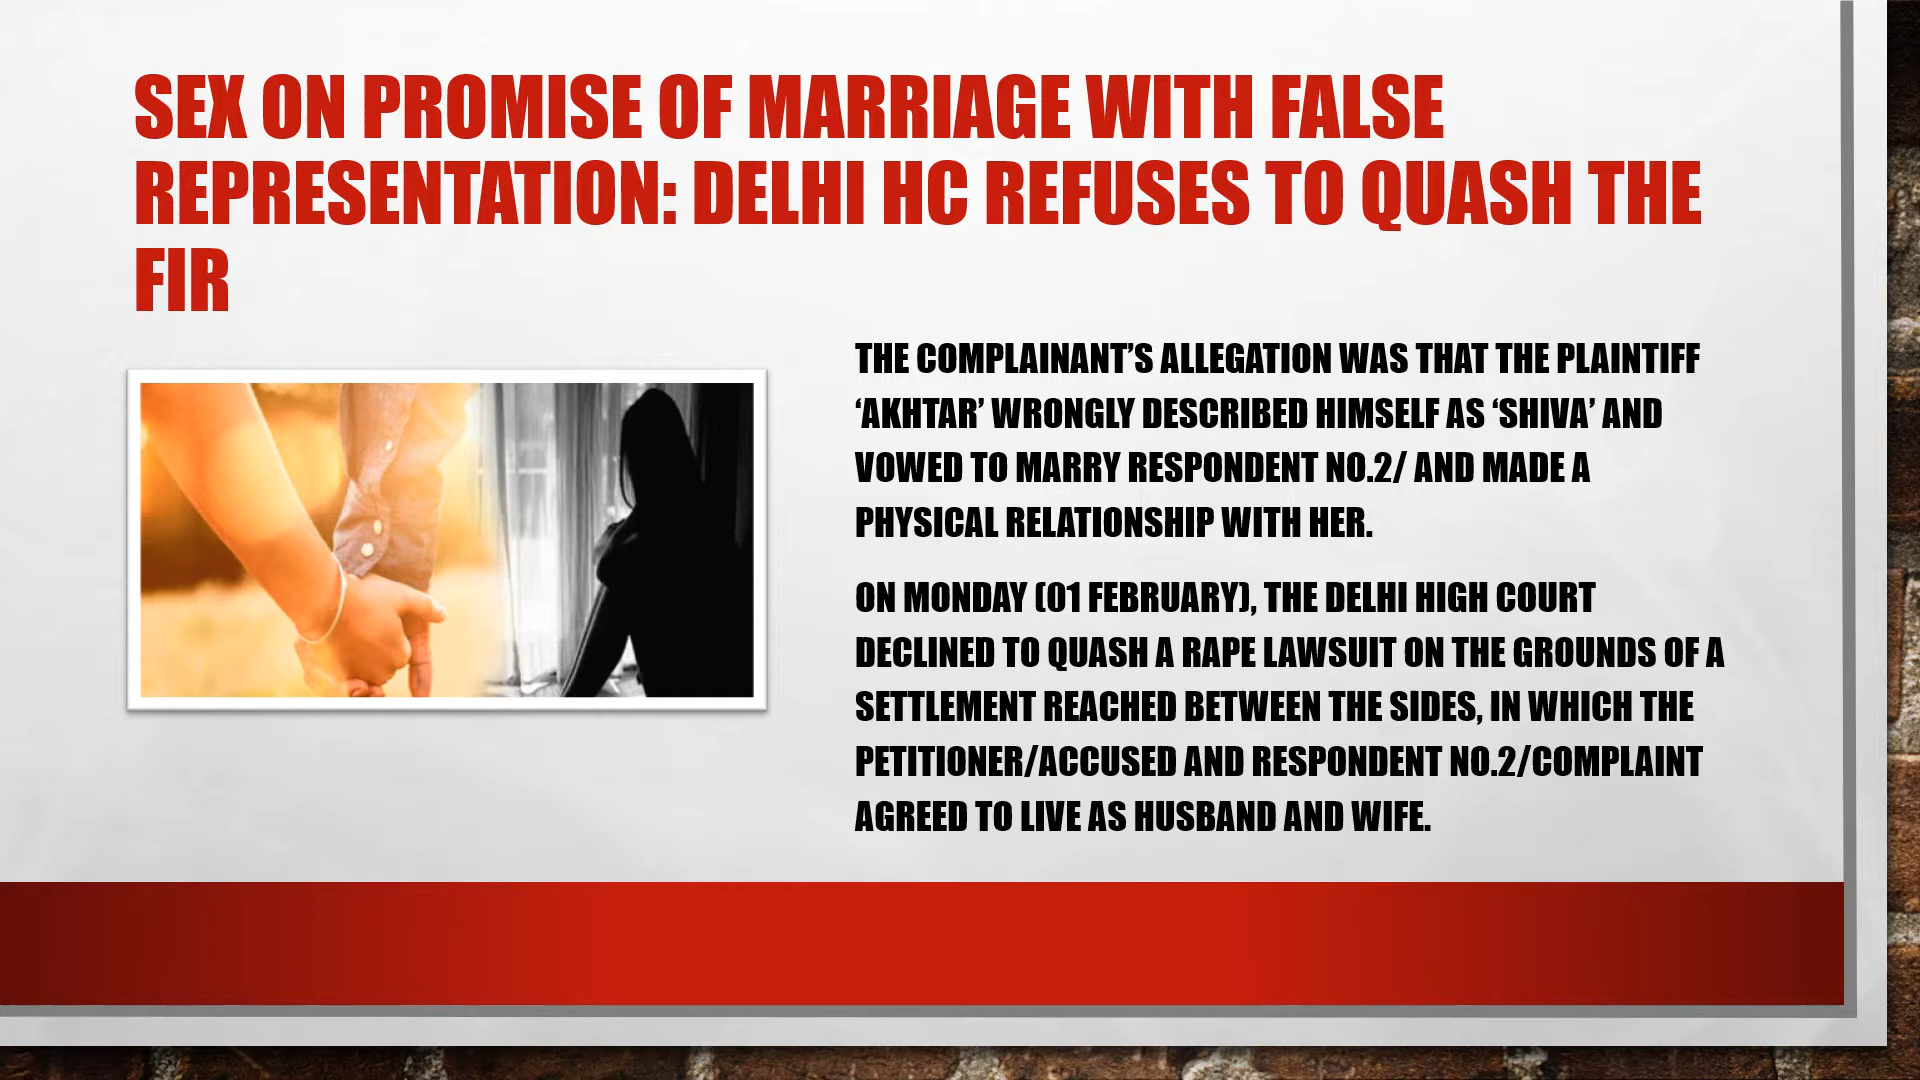 SEX ON PROMISE OF MARRIAGE WITH FALSE
REPRESENTATION: DELHI HC REFUSES TO QUASH THE
FIR
THE COMPLAINANT’S ALLEGATION WAS THAT THE PLAINTIFF
‘AKHTAR’ WRONGLY DESCRIBED HIMSELF AS ‘SHIVA’ AND
VOWED TO MARRY RESPONDENT NO.2/ AND MADE A
PHYSICAL RELATIONSHIP WITH HER.
ON MONDAY (01 FEBRUARY), THE DELHI HIGH COURT
DECLINED TO QUASH A RAPE LAWSUIT ON THE GROUNDS OF A
SETTLEMENT REACHED BETWEEN THE SIDES, IN WHICH THE
PETITIONER/ACCUSED AND RESPONDENT NO.2/COMPLAINT
AGREED TO LIVE AS HUSBAND AND WIFE.